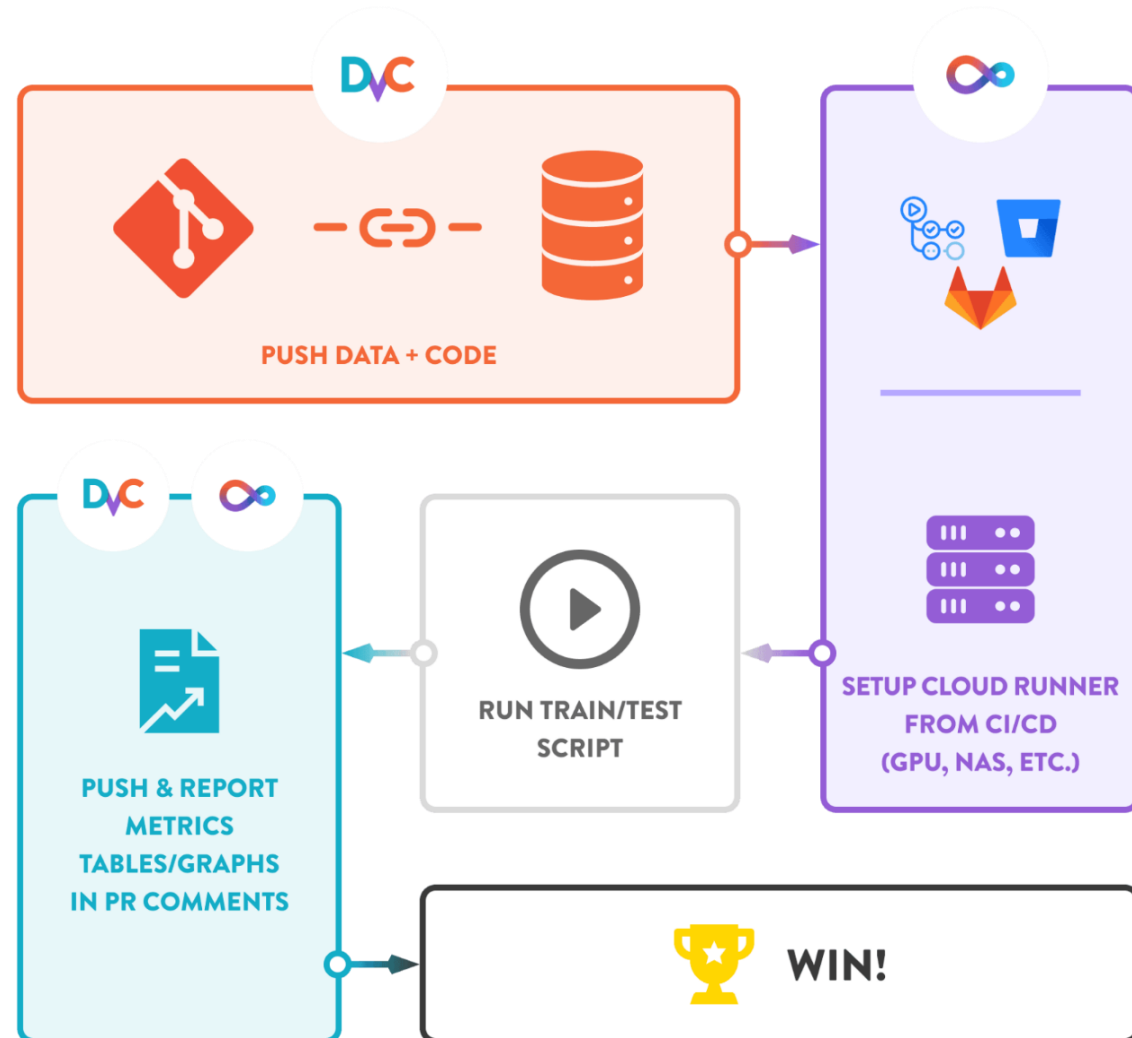 DVC
PUSH DATA + CODE
SETUP CLOUD RUNNER
FROM CI/CD
(GPU, NAS, ETC.)
RUN TRAIN/TEST
SCRIPT
DVC
PUSH & REPORT
METRICS
TABLES/GRAPHS
IN PR COMMENTS
WIN!